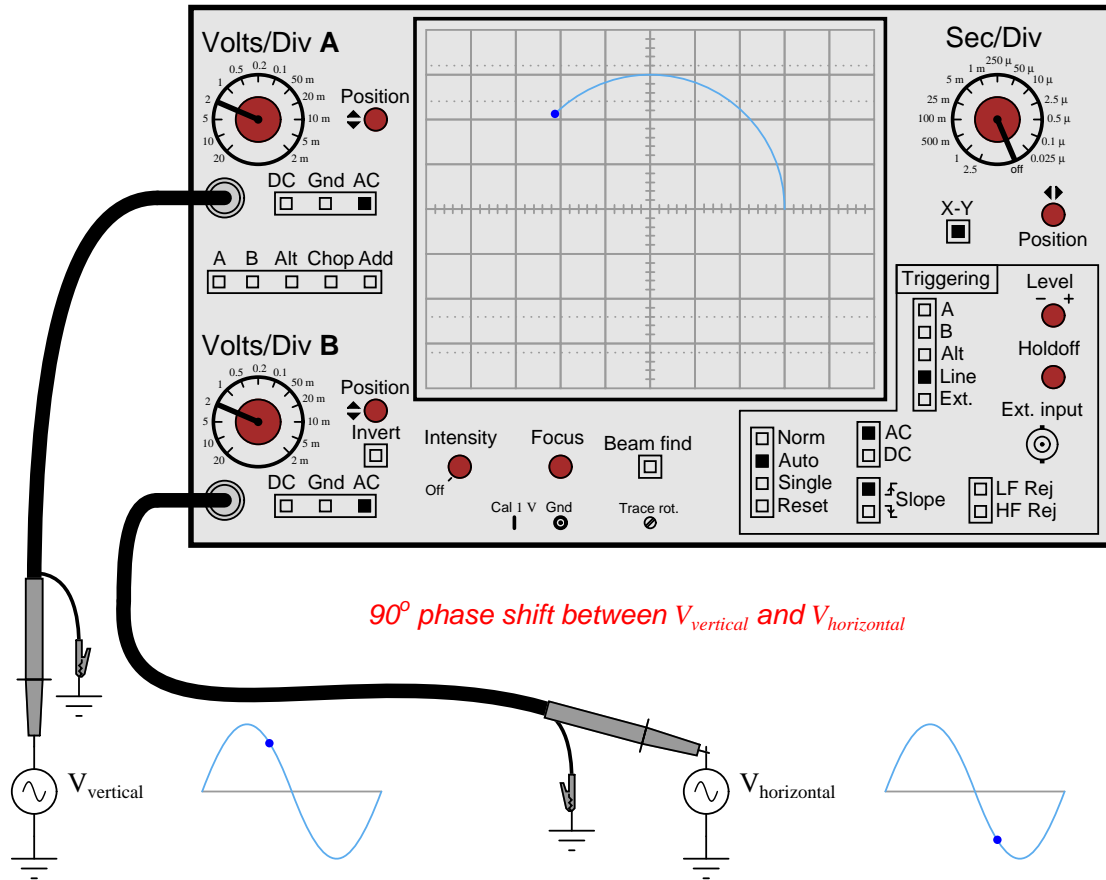 Volts/Div A
0.5 0.2 0.1
1 50 m
2 20 m
5 10 m
10 5 m
20 2 m
Position
DC Gnd AC
A B Alt Chop Add
Volts/Div B
0.5 0.2 0.1
1 50 m
2 20 m
5 10 m
10 5 m
20 2 m
Position
Invert
DC Gnd AC
Intensity
Off
Focus
Beam find
Cal 1 V Gnd
Trace rot.
Sec/Div
250 µ
1 m 50 µ
5 m 10 µ
25 m 2.5 µ
100 m 0.5 µ
500 m 0.1 µ
1 0.025 µ
2.5 off
X-Y
Position
Triggering
A
B
Alt
Line
Ext.
Level
– +
Holdoff
Ext. input
Norm
Auto
Single
Reset
AC
DC
Slope
LF Rej
HF Rej
90o phase shift between Vvertical and Vhorizontal
Vvertical
Vhorizontal